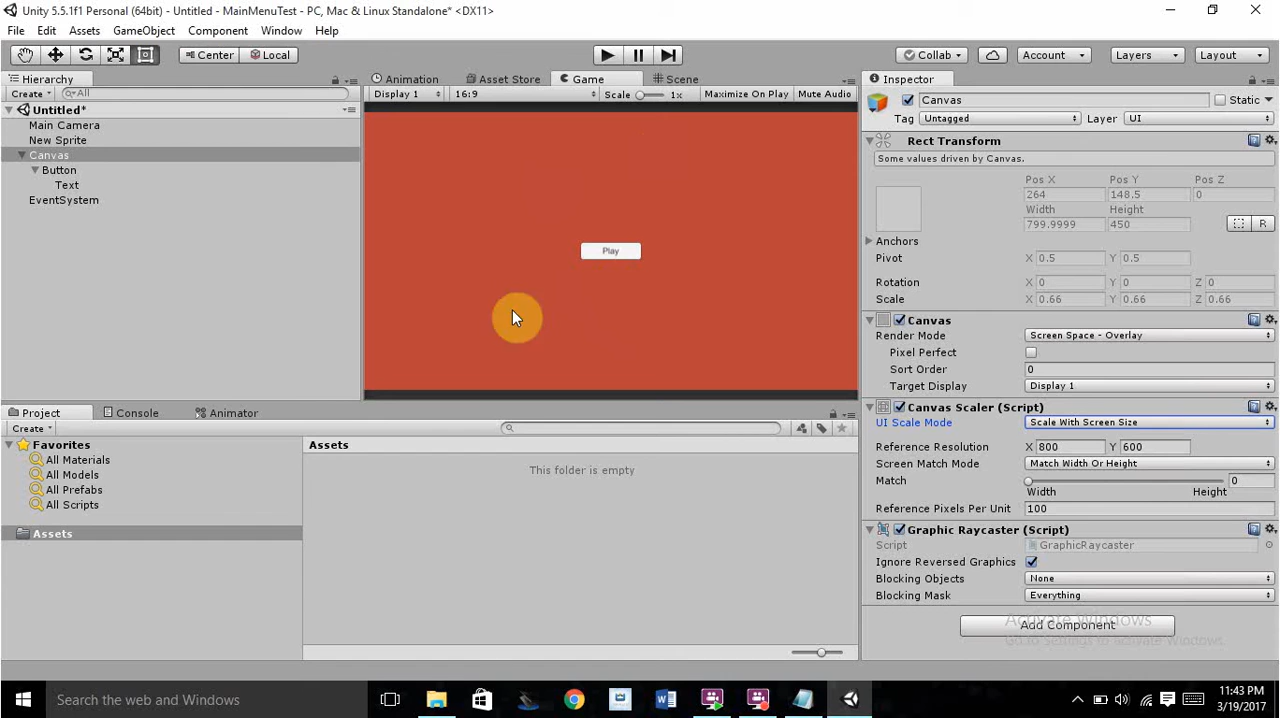 Unity 5.5.1f1 Personal (64bit) - Untitled - MainMenuTest - PC, Mac & Linux Standalone* <DX11>
File Edit Assets GameObject Component Window Help
Center Local Collab Account Layers Layout
Hierarchy
Create All
Untitled*
Main Camera
New Sprite
Canvas
Button
Text
EventSystem
Animation Asset Store Game Scene
Display 1 16:9 Scale 1x Maximize On Play Mute Audio
Play
Project Console Animator
Create
Favorites
All Materials
All Models
All Prefabs
All Scripts
Assets
Assets
This folder is empty
Inspector
Canvas Static
Tag Untagged Layer UI
Rect Transform
Some values driven by Canvas.
Pos X Pos Y Pos Z
264 148.5 0
Width Height
799.9999 450 R
Anchors
Pivot X 0.5 Y 0.5
Rotation X 0 Y 0 Z 0
Scale X 0.66 Y 0.66 Z 0.66
Canvas
Render Mode Screen Space - Overlay
Pixel Perfect
Sort Order 0
Target Display Display 1
Canvas Scaler (Script)
UI Scale Mode Scale With Screen Size
Reference Resolution X 800 Y 600
Screen Match Mode Match Width Or Height
Match 0
Width Height
Reference Pixels Per Unit 100
Graphic Raycaster (Script)
Script GraphicRaycaster
Ignore Reversed Graphics
Blocking Objects None
Blocking Mask Everything
Add Component
Activate Windows
Go to Settings to activate Windows.
Search the web and Windows
11:43 PM
3/19/2017